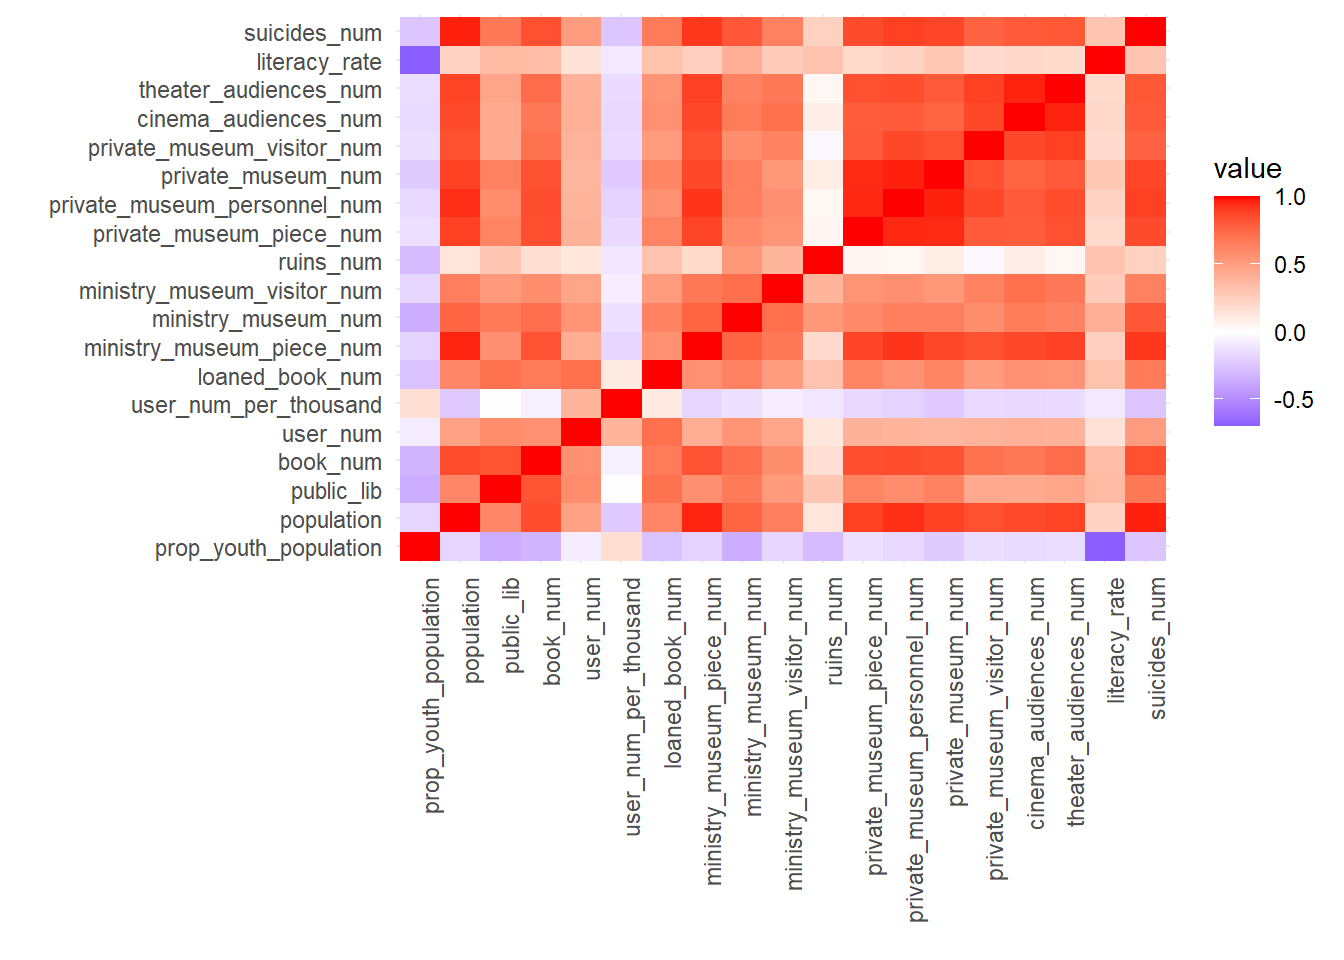 suicides_num
literacy_rate
theater_audiences_num
cinema_audiences_num
private_museum_visitor_num
private_museum_num
private_museum_personnel_num
private_museum_piece_num
ruins_num
ministry_museum_visitor_num
ministry_museum_num
ministry_museum_piece_num
loaned_book_num
user_num_per_thousand
user_num
book_num
public_lib
population
prop_youth_population
prop_youth_population
population
public_lib
book_num
user_num
user_num_per_thousand
loaned_book_num
ministry_museum_piece_num
ministry_museum_num
ministry_museum_visitor_num
ruins_num
private_museum_piece_num
private_museum_personnel_num
private_museum_num
private_museum_visitor_num
cinema_audiences_num
theater_audiences_num
literacy_rate
suicides_num
value
1.0
0.5
0.0
-0.5